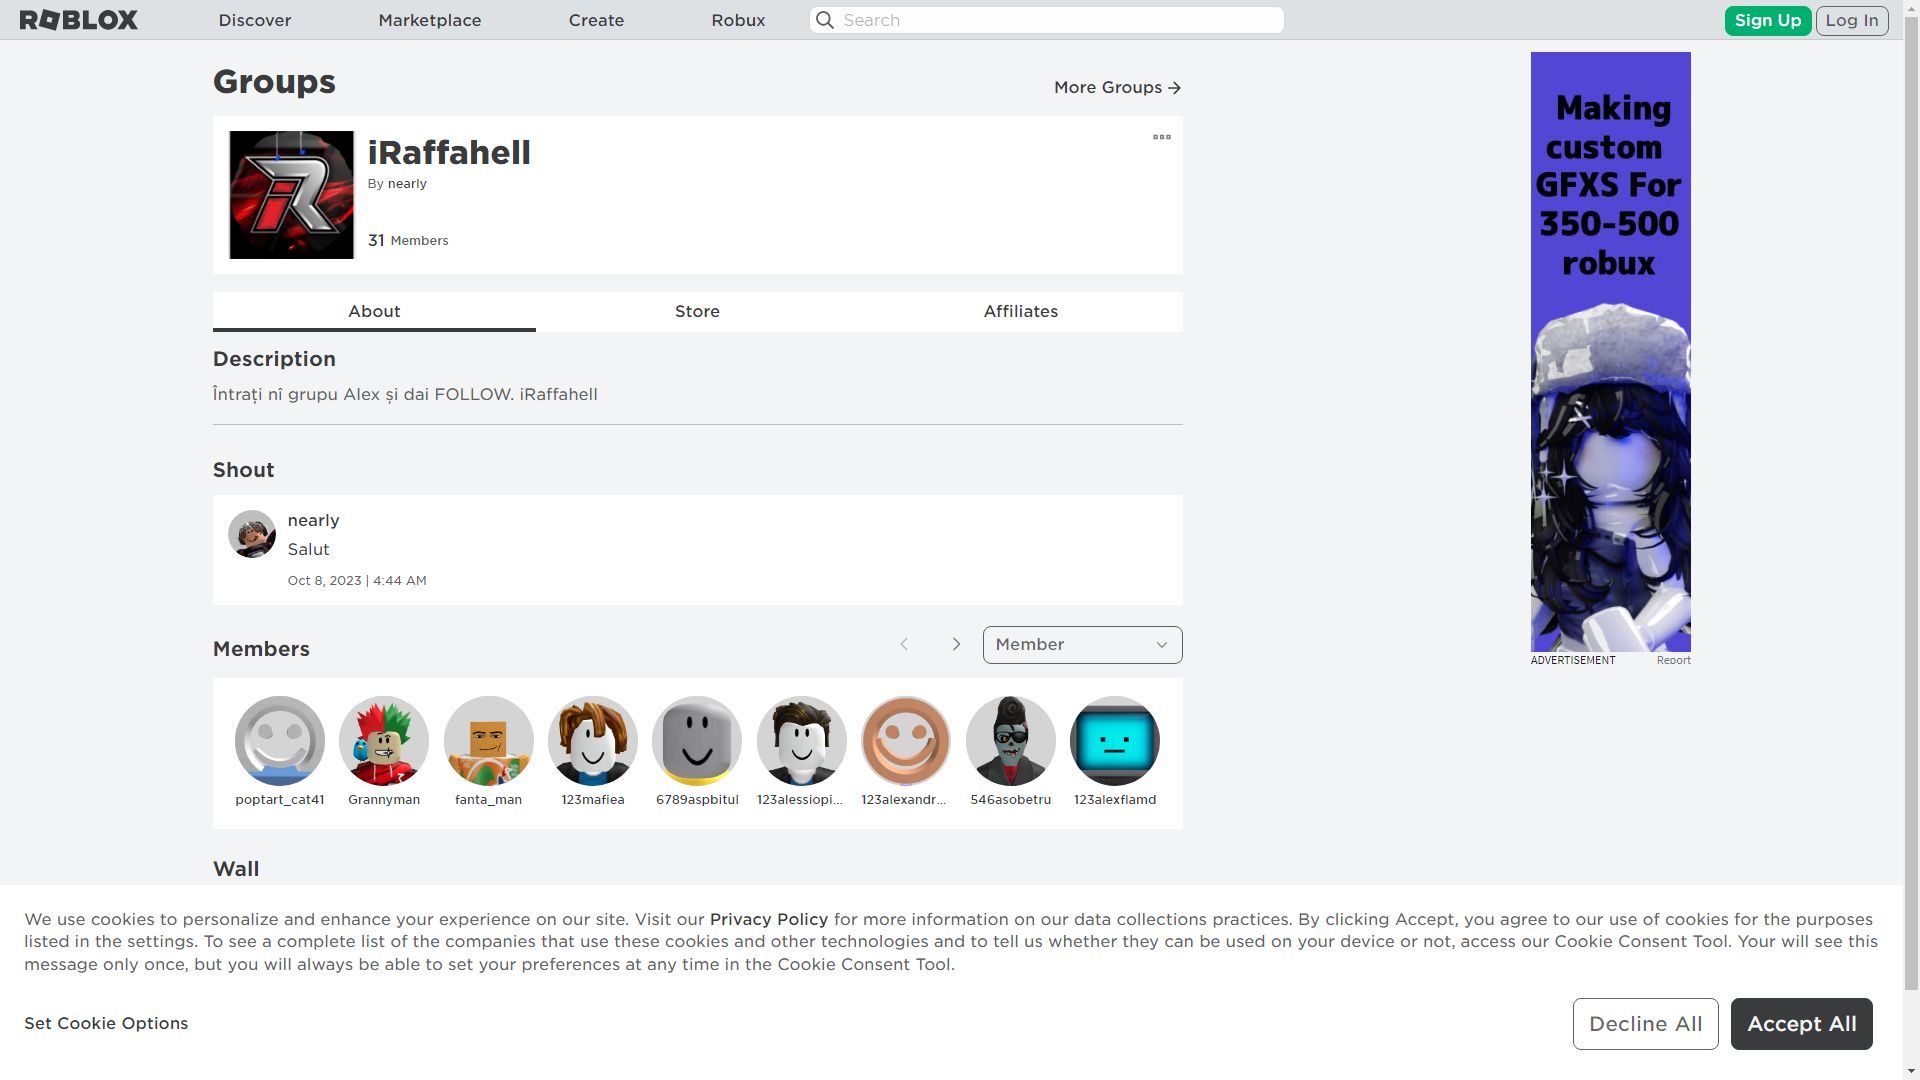 ROBLOX
Discover
Marketplace
Create
Robux
Search
Sign Up
Log In
Groups
More Groups
iRaffahell
By nearly
31 Members
About
Store
Affiliates
Description
Întrați nî grupu Alex și dai FOLLOW. iRaffahell
Shout
nearly
Salut
Oct 8, 2023 | 4:44 AM
Members
Member
poptart_cat41
Grannyman
fanta_man
123mafiea
6789aspbitul
123alessiopi...
123alexandr...
546asobetru
123alexflamd
Wall
Making
custom
GFXS For
350-500
robux
ADVERTISEMENT
Report
We use cookies to personalize and enhance your experience on our site. Visit our Privacy Policy for more information on our data collections practices. By clicking Accept, you agree to our use of cookies for the purposes
listed in the settings. To see a complete list of the companies that use these cookies and other technologies and to tell us whether they can be used on your device or not, access our Cookie Consent Tool. Your will see this
message only once, but you will always be able to set your preferences at any time in the Cookie Consent Tool.
Set Cookie Options
Decline All
Accept All